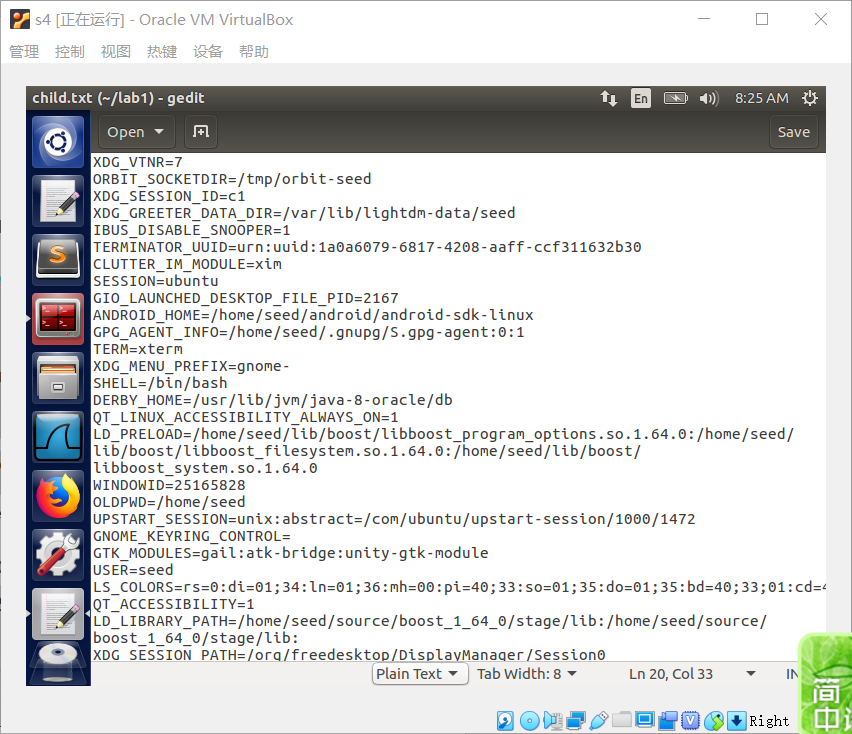 s4 [正在运行] - Oracle VM VirtualBox
管理 控制 视图 热键 设备 帮助
child.txt (~/lab1) - gedit En 8:25 AM
Open Save
XDG_VTNR=7
ORBIT_SOCKETDIR=/tmp/orbit-seed
XDG_SESSION_ID=c1
XDG_GREETER_DATA_DIR=/var/lib/lightdm-data/seed
IBUS_DISABLE_SNOOPER=1
TERMINATOR_UUID=urn:uuid:1a0a6079-6817-4208-aaff-ccf311632b30
CLUTTER_IM_MODULE=xim
SESSION=ubuntu
GIO_LAUNCHED_DESKTOP_FILE_PID=2167
ANDROID_HOME=/home/seed/android/android-sdk-linux
GPG_AGENT_INFO=/home/seed/.gnupg/S.gpg-agent:0:1
TERM=xterm
XDG_MENU_PREFIX=gnome-
SHELL=/bin/bash
DERBY_HOME=/usr/lib/jvm/java-8-oracle/db
QT_LINUX_ACCESSIBILITY_ALWAYS_ON=1
LD_PRELOAD=/home/seed/lib/boost/libboost_program_options.so.1.64.0:/home/seed/
lib/boost/libboost_filesystem.so.1.64.0:/home/seed/lib/boost/
libboost_system.so.1.64.0
WINDOWID=25165828
OLDPWD=/home/seed
UPSTART_SESSION=unix:abstract=/com/ubuntu/upstart-session/1000/1472
GNOME_KEYRING_CONTROL=
GTK_MODULES=gail:atk-bridge:unity-gtk-module
USER=seed
LS_COLORS=rs=0:di=01;34:ln=01;36:mh=00:pi=40;33:so=01;35:do=01;35:bd=40;33;01:cd=4
QT_ACCESSIBILITY=1
LD_LIBRARY_PATH=/home/seed/source/boost_1_64_0/stage/lib:/home/seed/source/
boost_1_64_0/stage/lib:
XDG_SESSION_PATH=/org/freedesktop/DisplayManager/Session0
Plain Text Tab Width: 8 Ln 20, Col 33 IN
简
中
Right